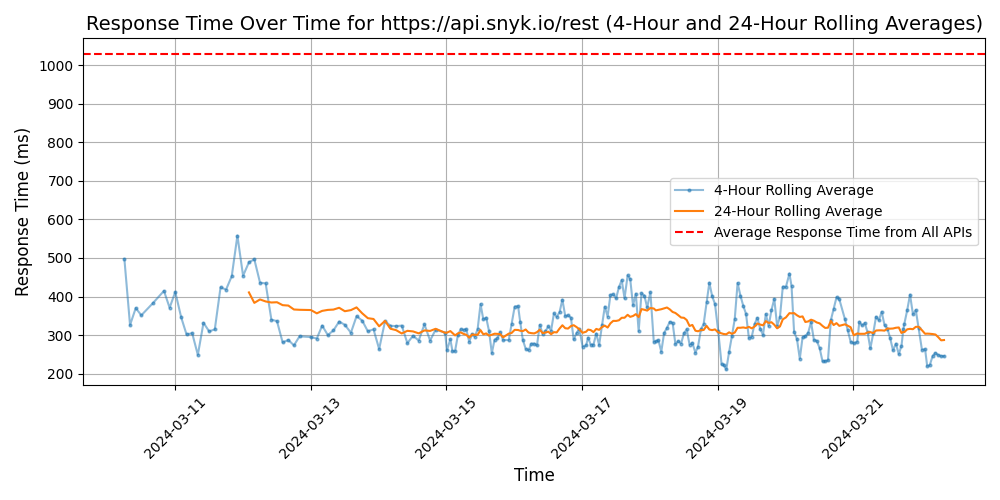 Response Time Over Time for https://api.snyk.io/rest (4-Hour and 24-Hour Rolling Averages)
Response Time (ms)
1000
900
800
700
600
500
400
300
200
4-Hour Rolling Average
24-Hour Rolling Average
Average Response Time from All APIs
2024-03-11
2024-03-13
2024-03-15
2024-03-17
2024-03-19
2024-03-21
Time